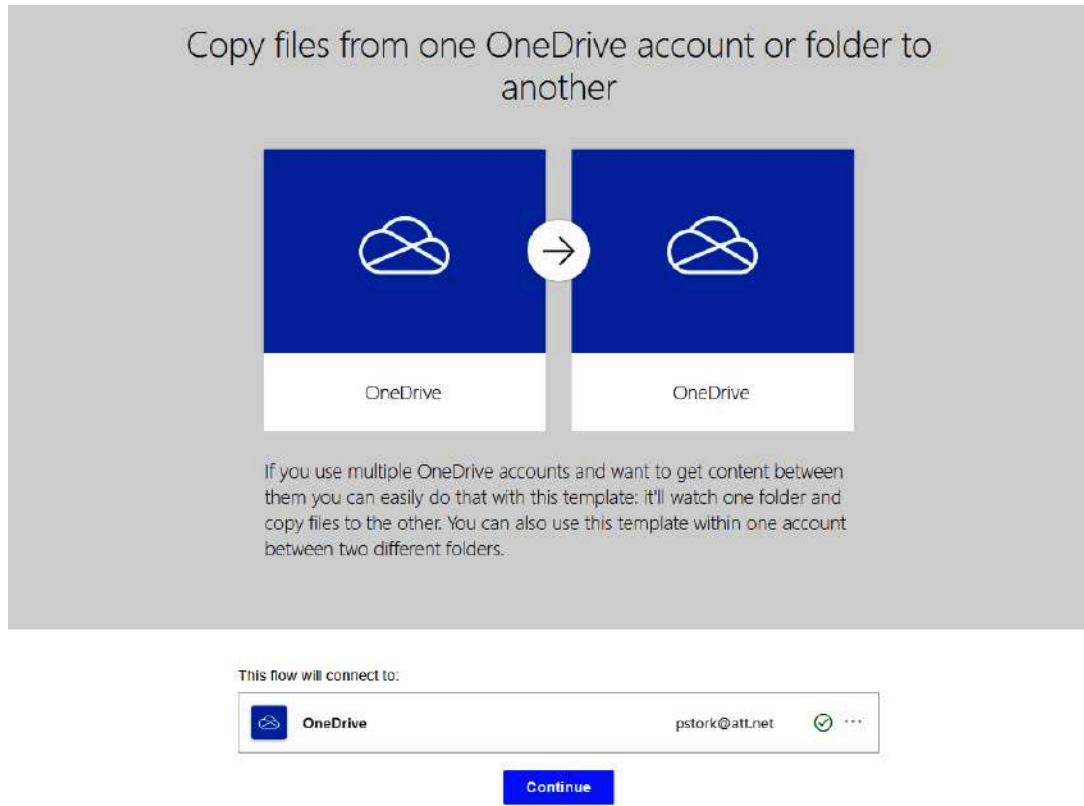 Copy files from one OneDrive account or folder to
another
OneDrive
OneDrive
If you use multiple OneDrive accounts and want to get content between
them you can easily do that with this template: it'll watch one folder and
copy files to the other. You can also use this template within one account
between two different folders.
This flow will connect to:
OneDrive pstork@att.net ...
Continue